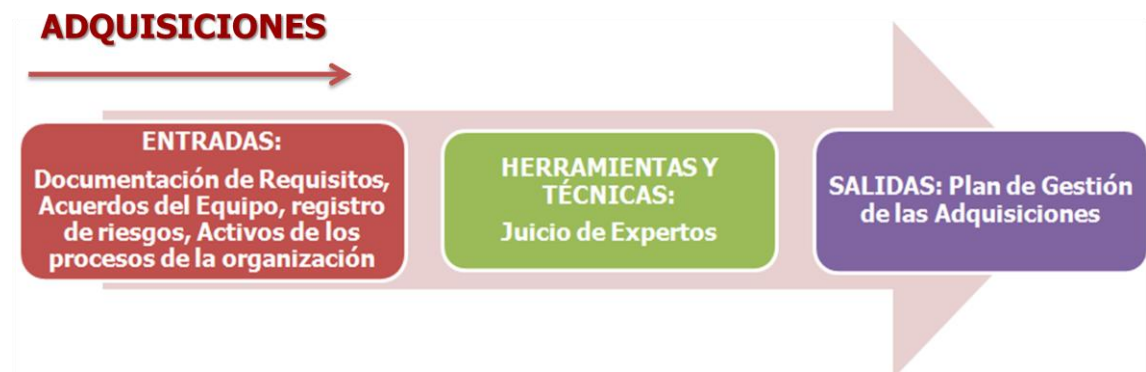 ADQUISICIONES
ENTRADAS:
Documentación de Requisitos,
Acuerdos del Equipo, registro
de riesgos, Activos de los
procesos de la organización
HERRAMIENTAS Y
TÉCNICAS:
Juicio de Expertos
SALIDAS: Plan de Gestión
de las Adquisiciones